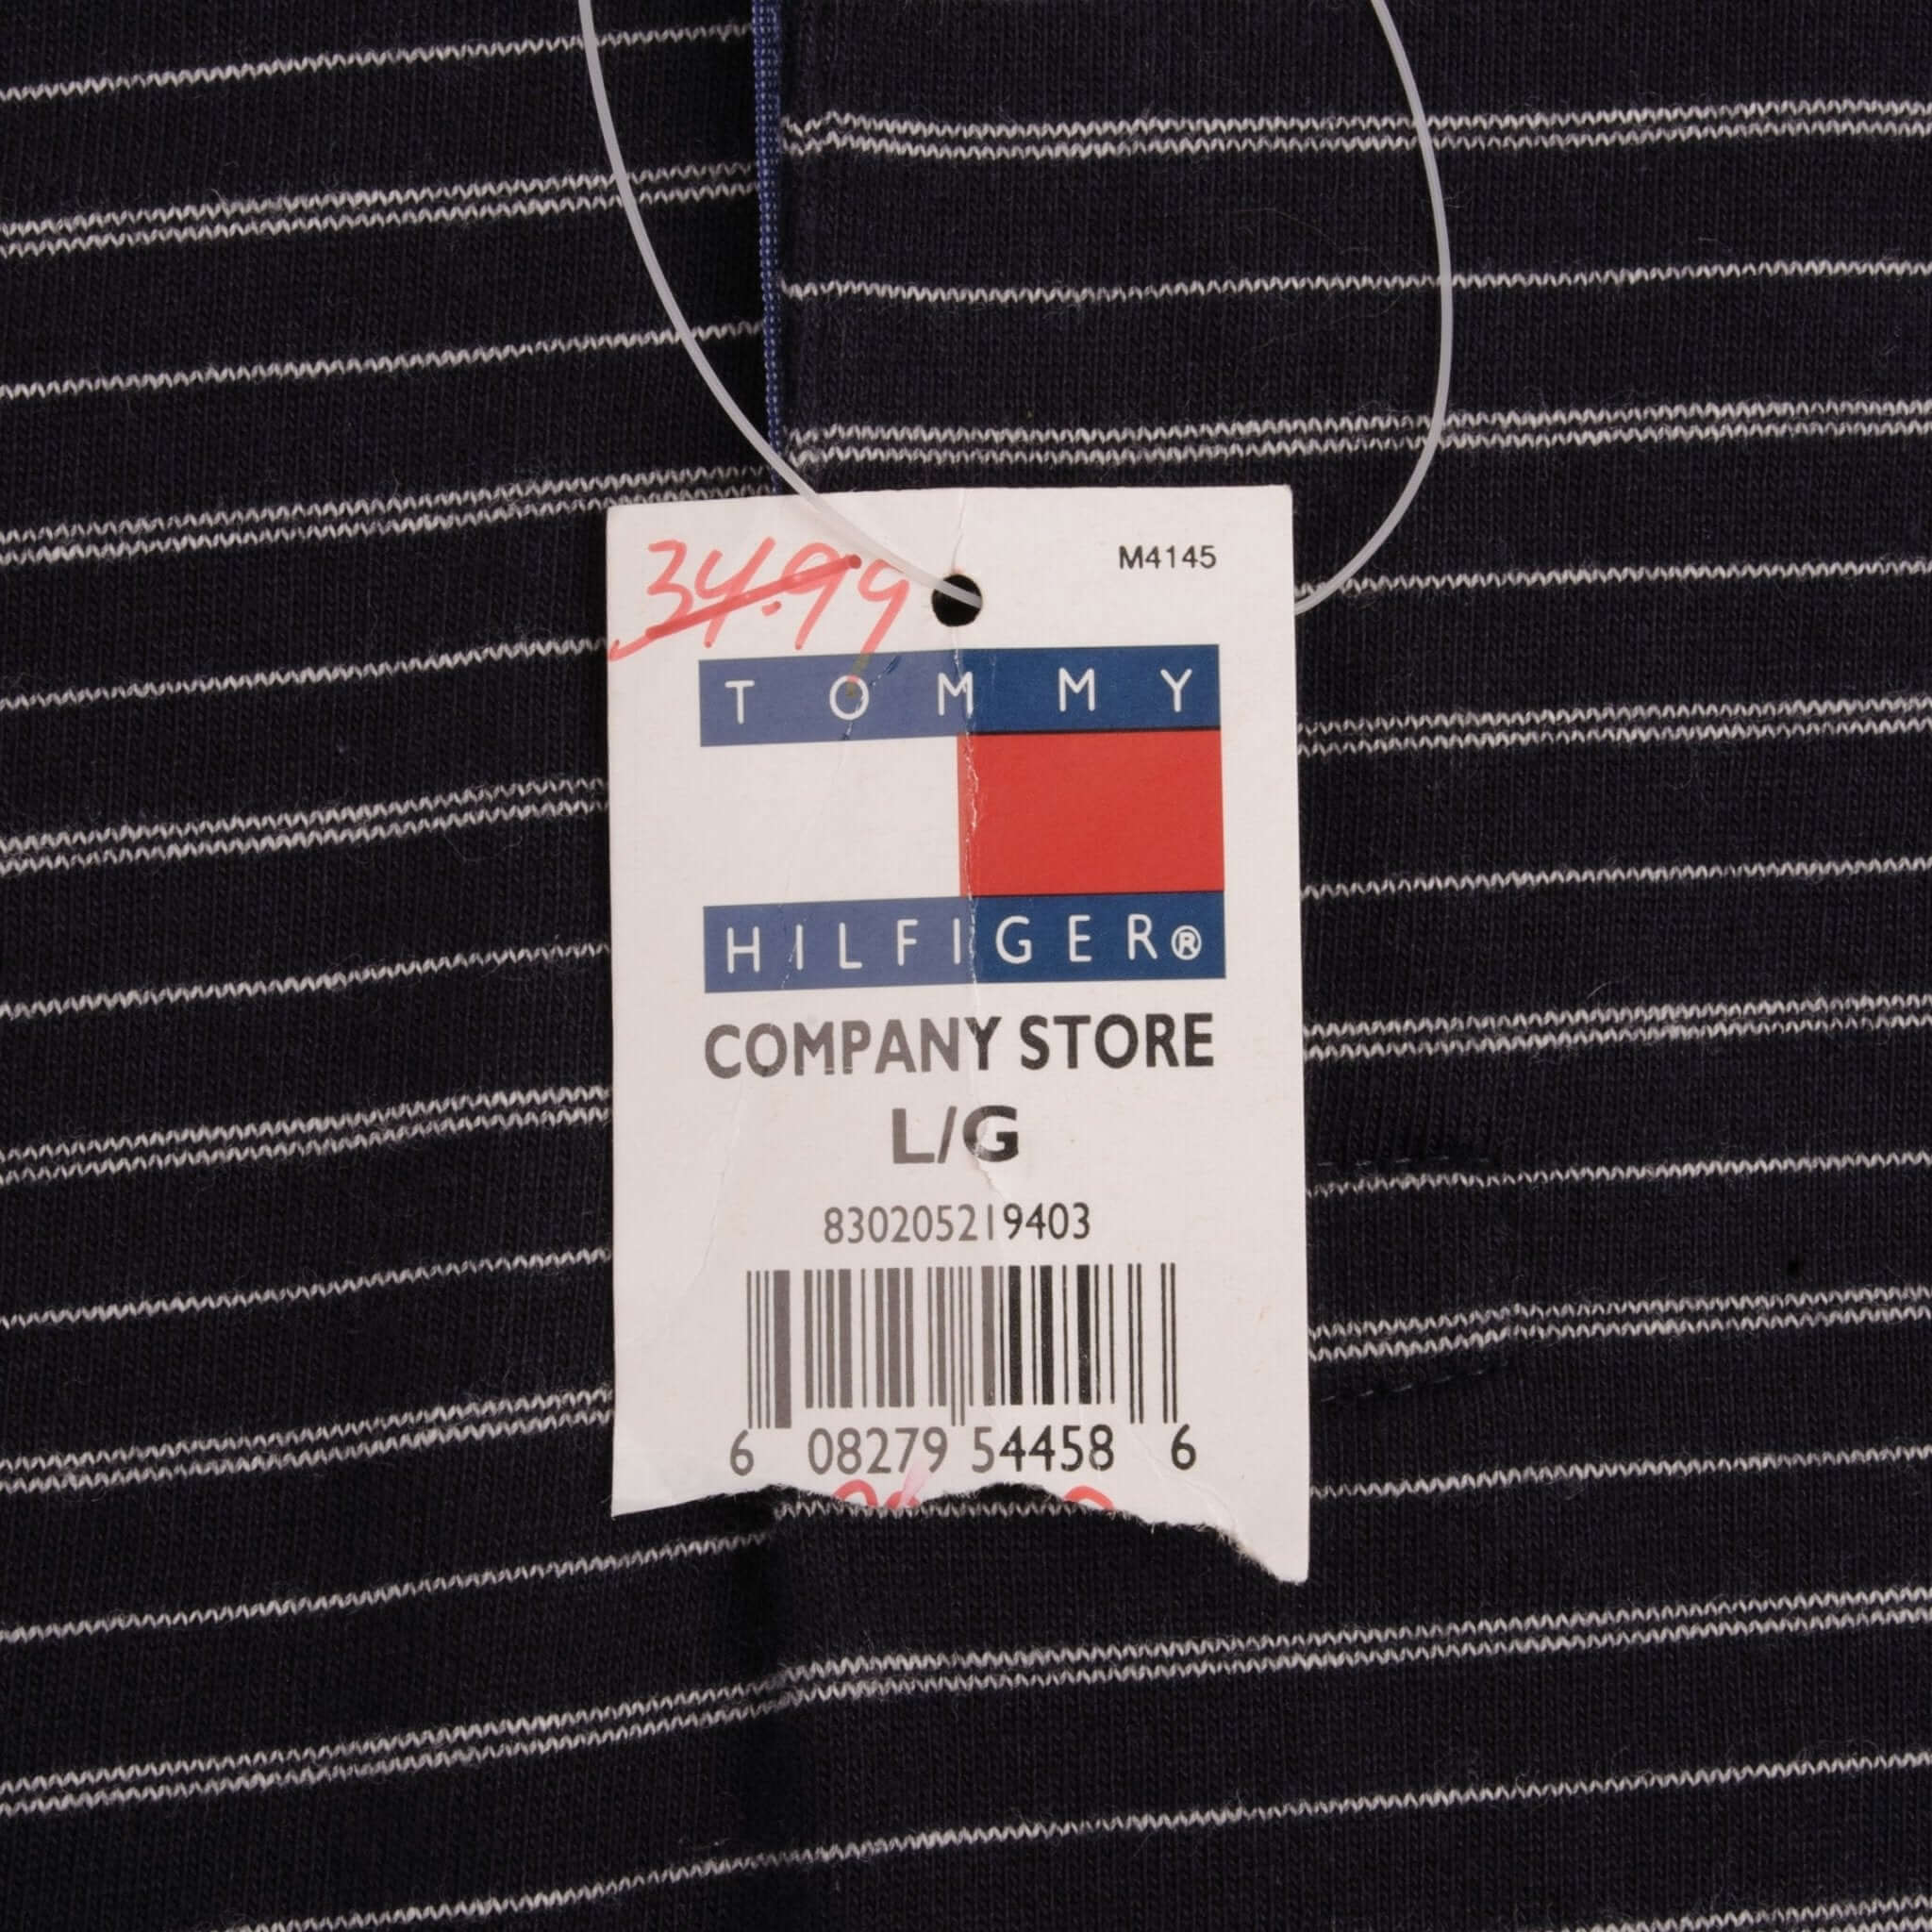 34.99
M4145
TOMMY
HILFIGER®
COMPANY STORE
L/G
830205219403
6 08279 54458 6